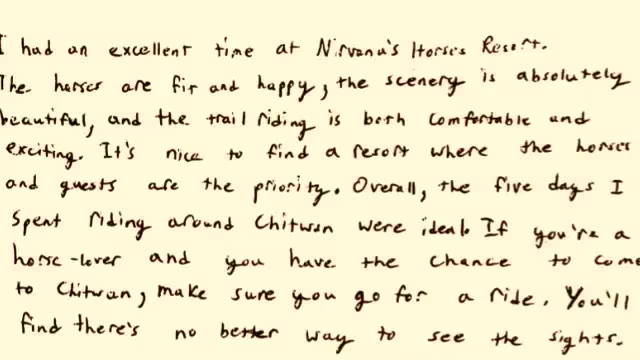 I had an excellent time at Nirvana's Horses Resort.
The horses are fit and happy, the scenery is absolutely
beautiful, and the trail riding is both comfortable and
exciting. It's nice to find a resort where the horses
and guests are the priority. Overall, the five days I
spent riding around Chitwan were ideal. If you're a
horse-lover and you have the chance to come
to Chitwan, make sure you go for a ride. You'll
find there's no better way to see the sights.